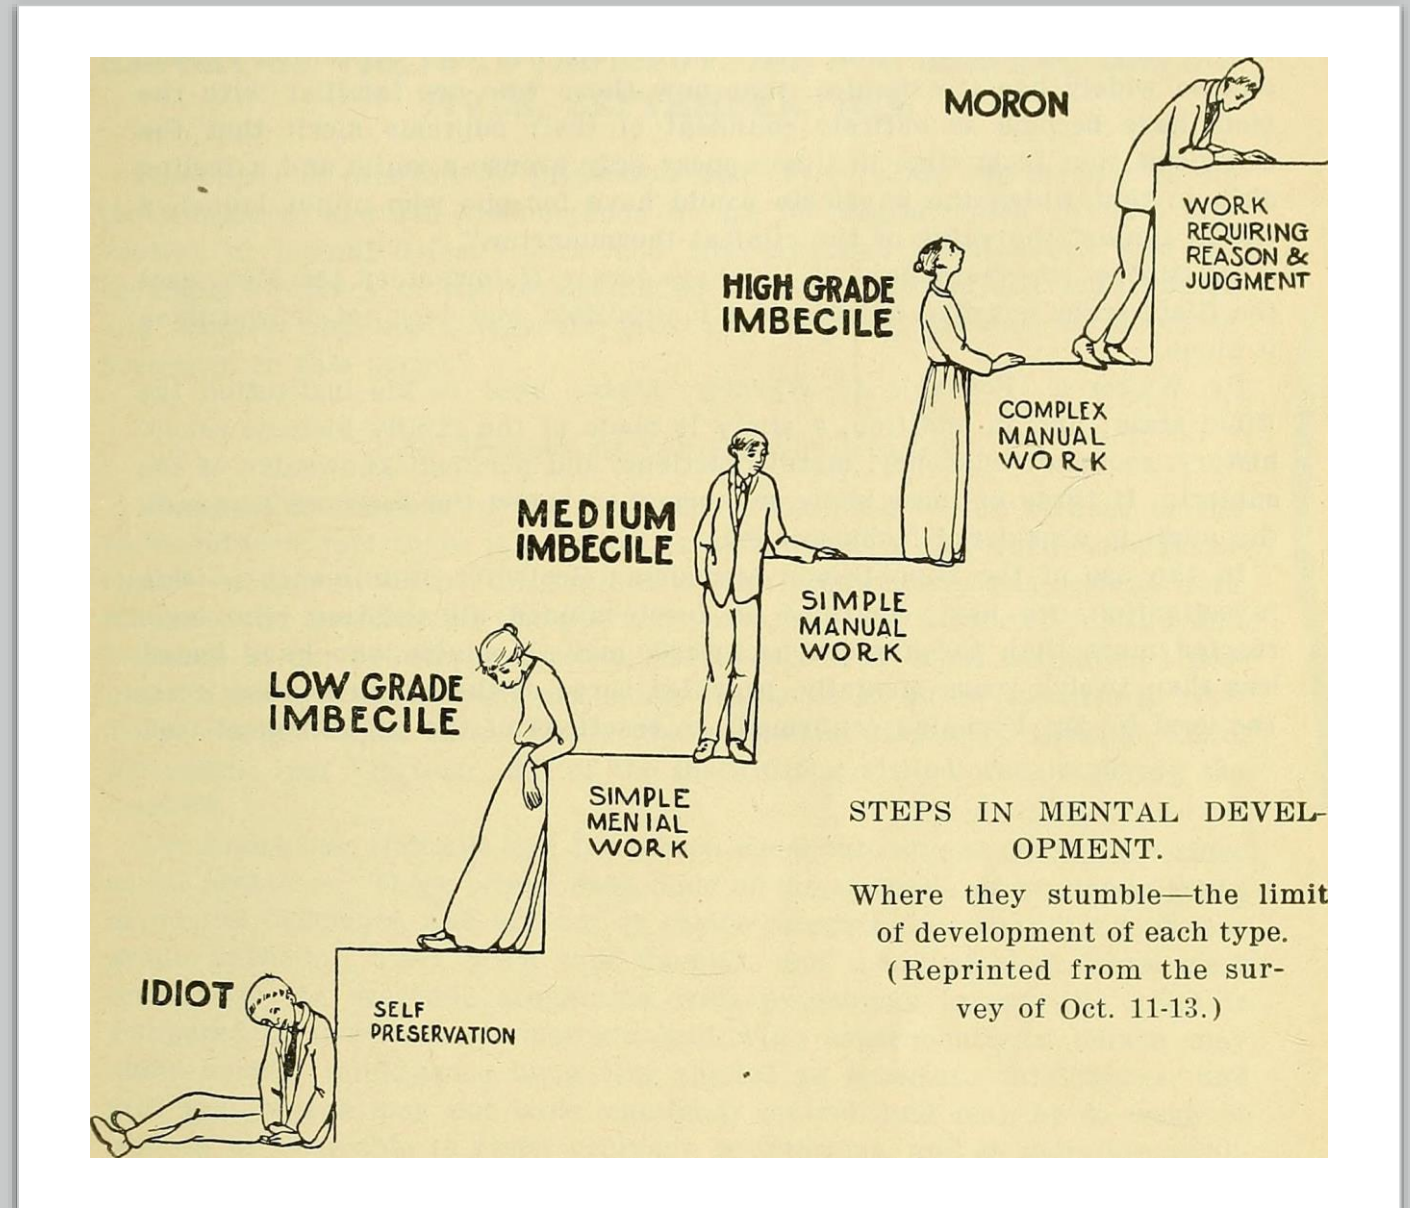 MORON
WORK
REQUIRING
REASON &
JUDGMENT
HIGH GRADE
IMBECILE
COMPLEX
MANUAL
WORK
MEDIUM
IMBECILE
SIMPLE
MANUAL
WORK
LOW GRADE
IMBECILE
SIMPLE
MENIAL
WORK
IDIOT
SELF
PRESERVATION
STEPS IN MENTAL DEVEL-
OPMENT.
Where they stumble—the limit
of development of each type.
(Reprinted from the sur-
vey of Oct. 11-13.)